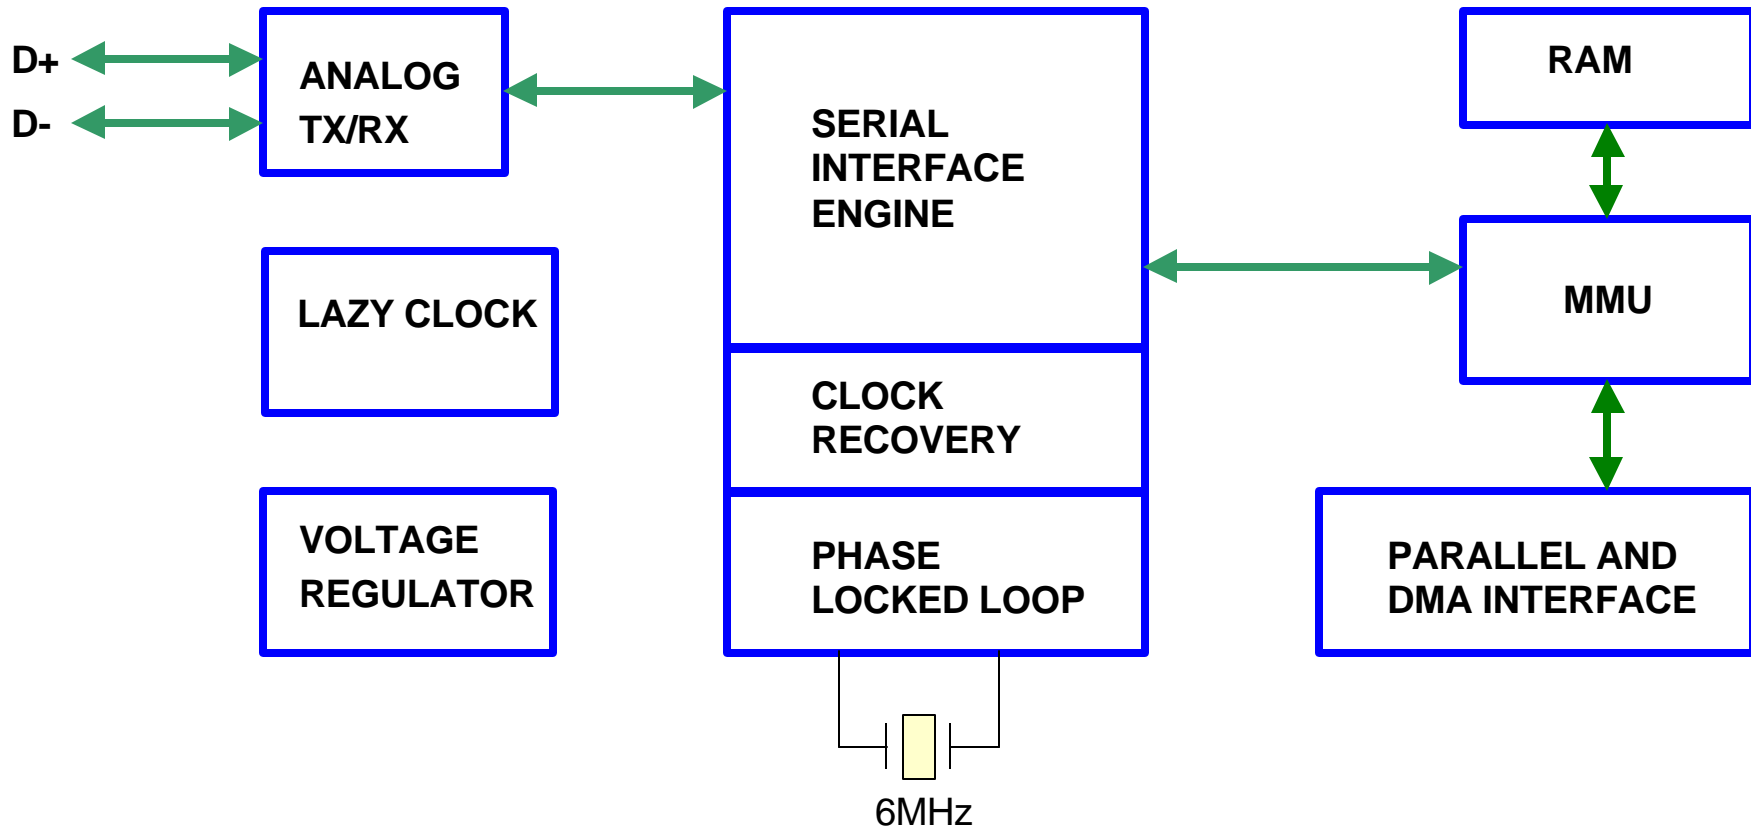 D+
D-
ANALOG
TX/RX
SERIAL
INTERFACE
ENGINE
RAM
LAZY CLOCK
MMU
CLOCK
RECOVERY
VOLTAGE
REGULATOR
PHASE
LOCKED LOOP
PARALLEL AND
DMA INTERFACE
6MHz